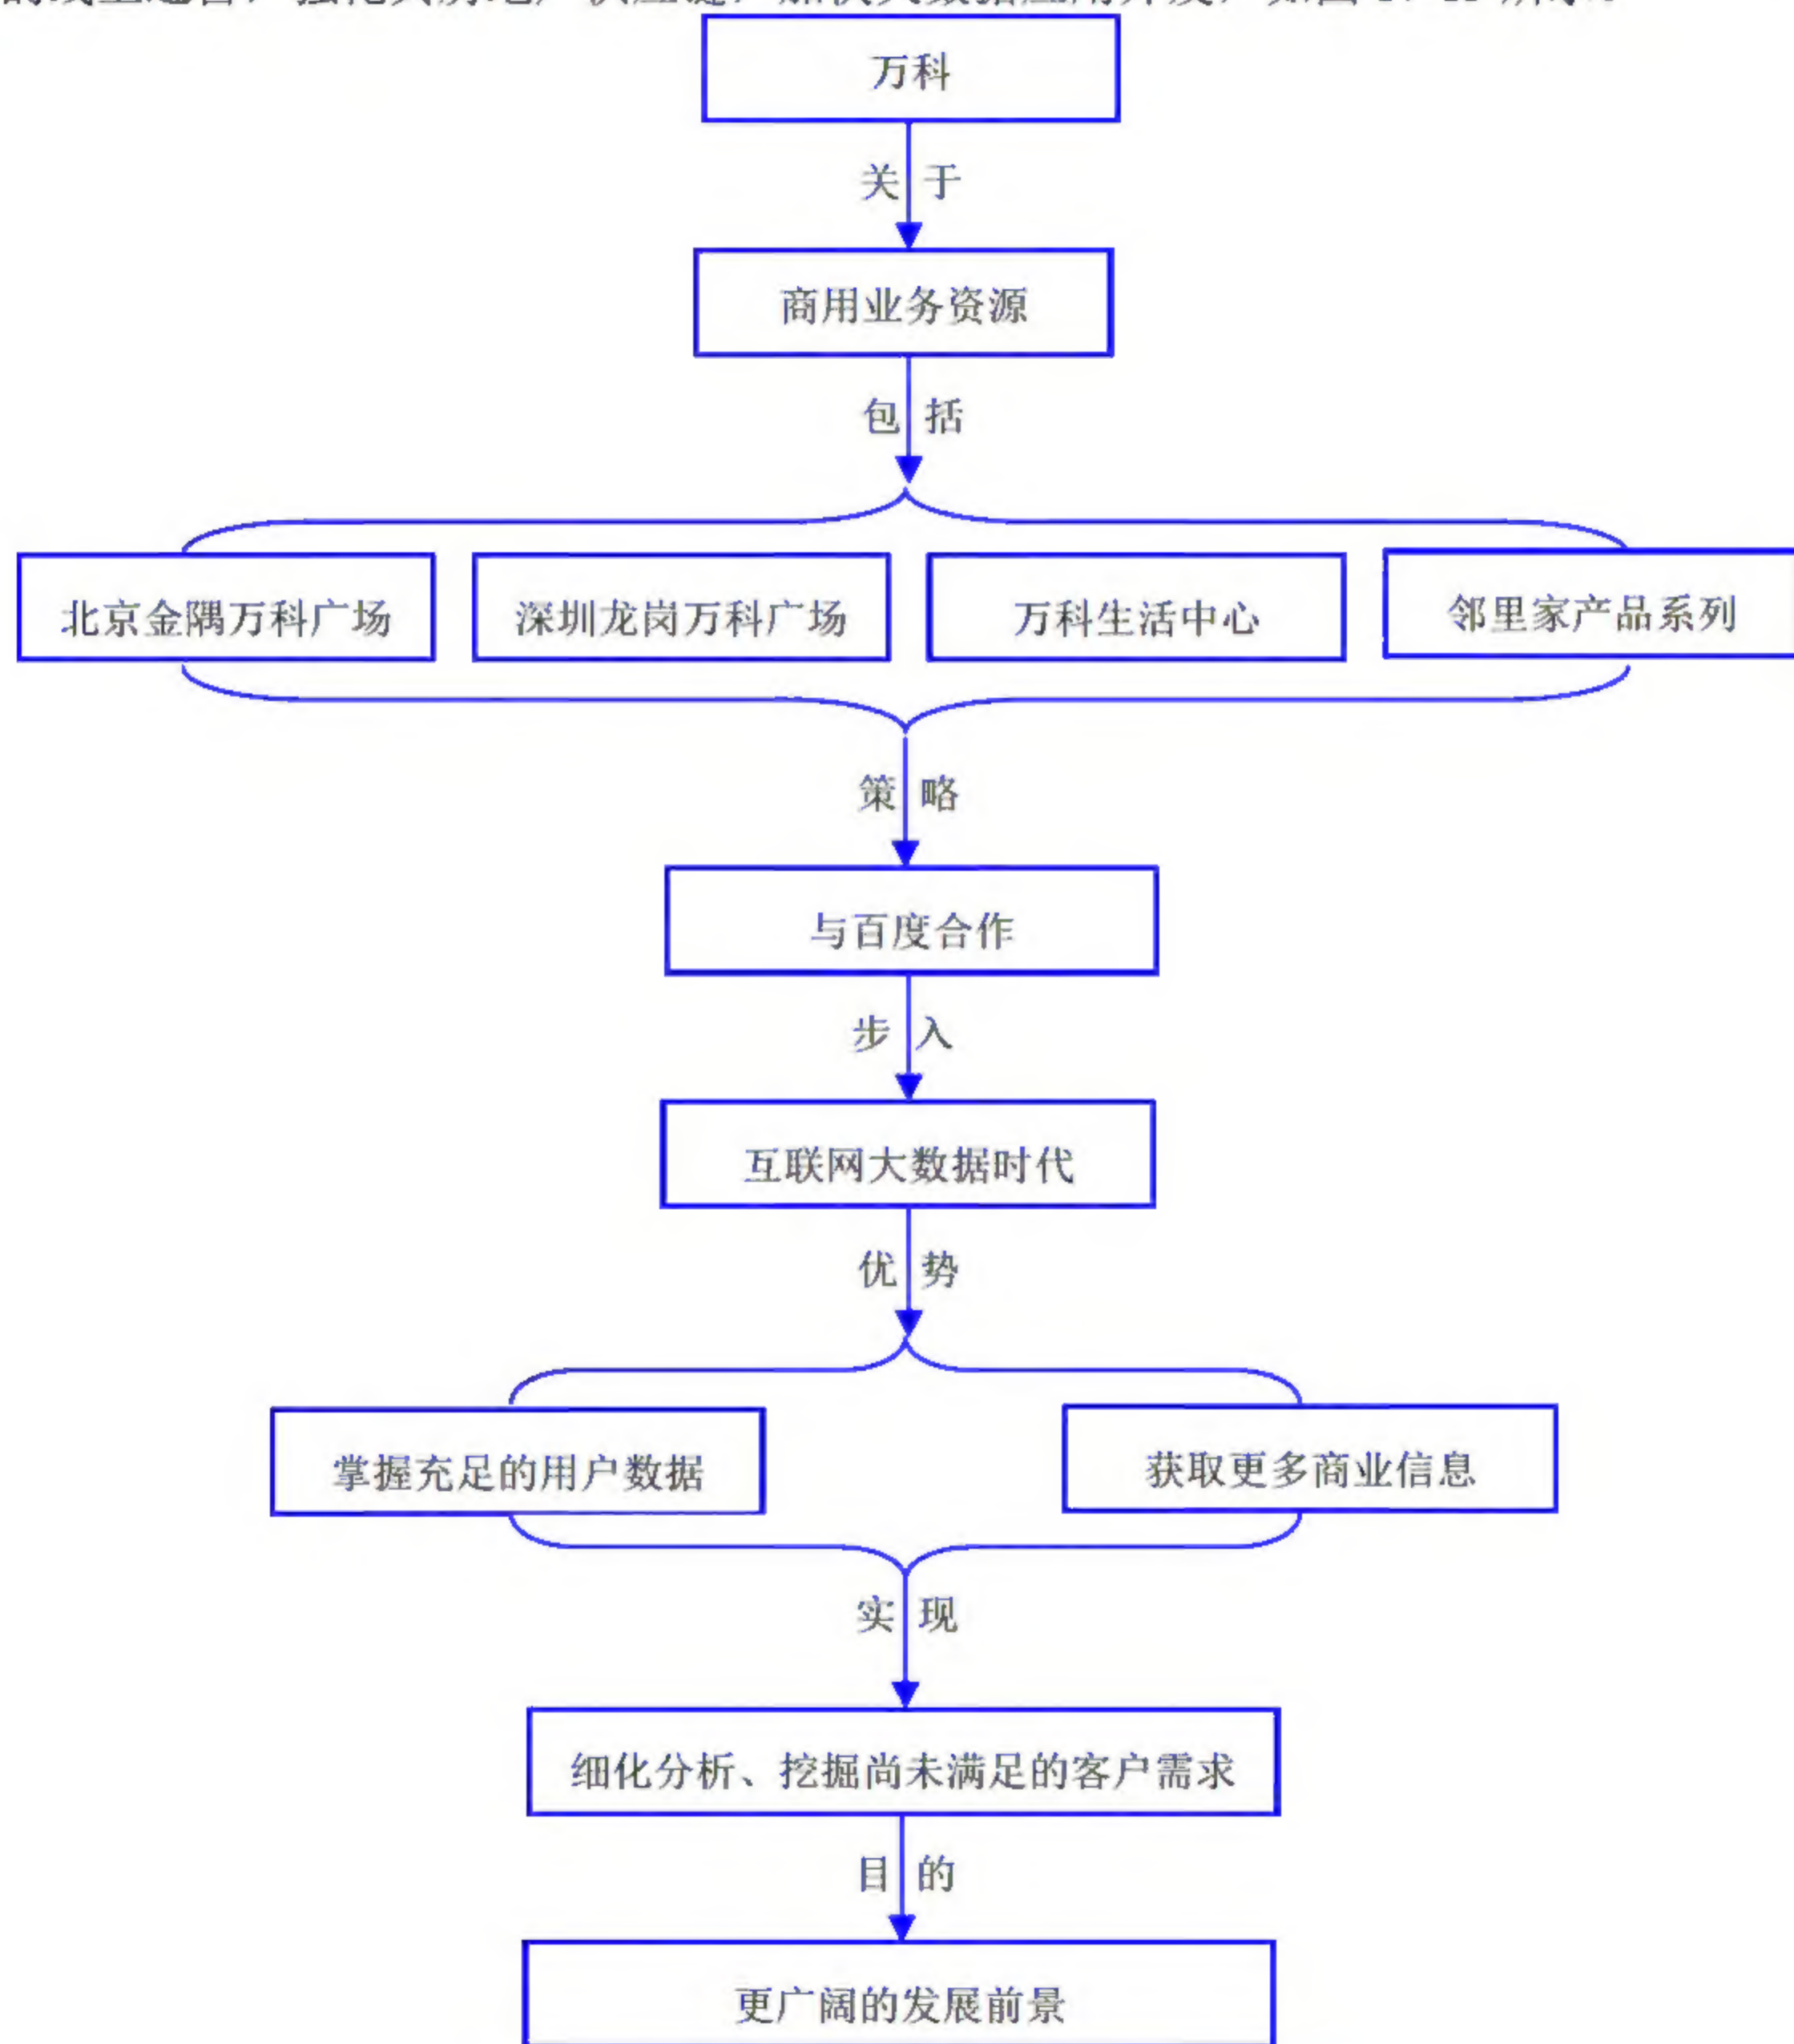 万科
关于
商用业务资源
包括
北京金隅万科广场 深圳龙岗万科广场 万科生活中心 邻里家产品系列
策略
与百度合作
步入
互联网大数据时代
优势
掌握充足的用户数据 获取更多商业信息
实现
细化分析、挖掘尚未满足的客户需求
目的
更广阔的发展前景